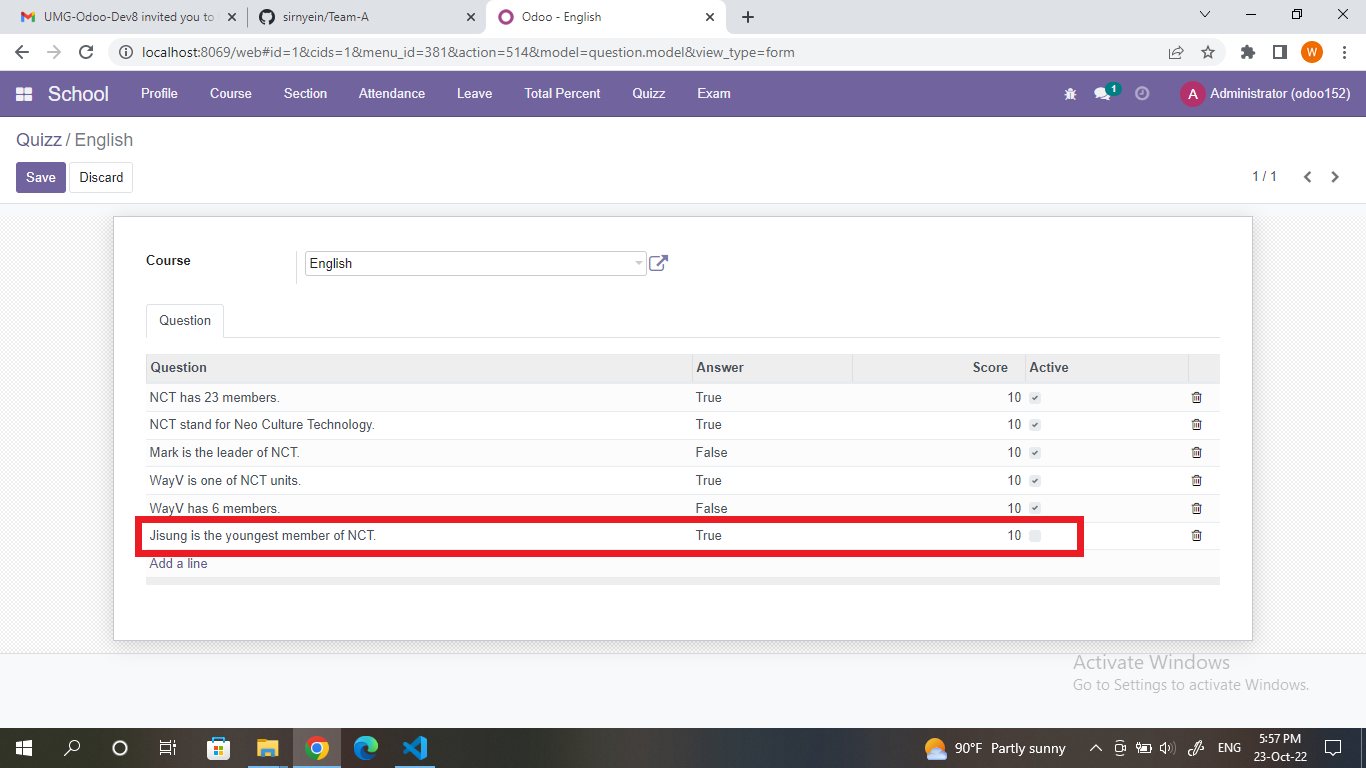 UMG-Odoo-Dev8 invited you to
sirnyein/Team-A
Odoo - English
localhost:8069/web#id=1&cids=1&menu_id=381&action=514&model=question.model&view_type=form
W
School Profile Course Section Attendance Leave Total Percent Quizz Exam 1 A Administrator (odoo152)
Quizz / English
Save Discard 1 / 1
Course English
Question
Question Answer Score Active
NCT has 23 members. True 10
NCT stand for Neo Culture Technology. True 10
Mark is the leader of NCT. False 10
WayV is one of NCT units. True 10
WayV has 6 members. False 10
Jisung is the youngest member of NCT. True 10
Add a line
Activate Windows
Go to Settings to activate Windows.
90°F Partly sunny ENG 5:57 PM
23-Oct-22